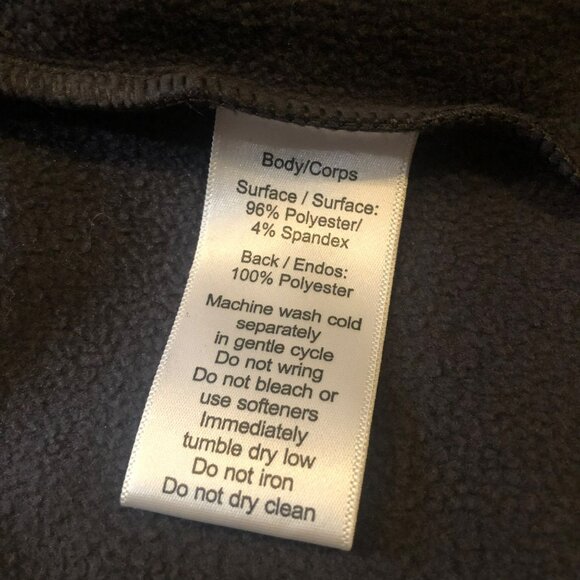 Body/Corps
Surface / Surface:
96% Polyester/
4% Spandex
Back / Endos:
100% Polyester
Machine wash cold
separately
in gentle cycle
Do not wring
Do not bleach or
use softeners
Immediately
tumble dry low
Do not iron
Do not dry clean